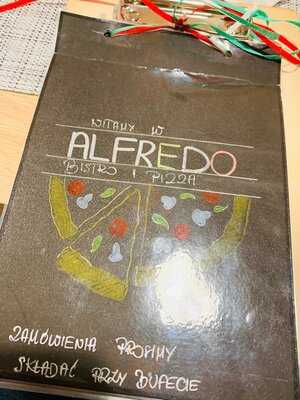 WITAMY W
ALFREDO
BISTRO I PIZZA
ZAMÓWIENIA PROSIMY
SKŁADAĆ PRZY BUFECIE